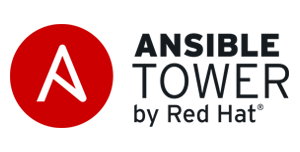 A
ANSIBLE
TOWER
by Red Hat®